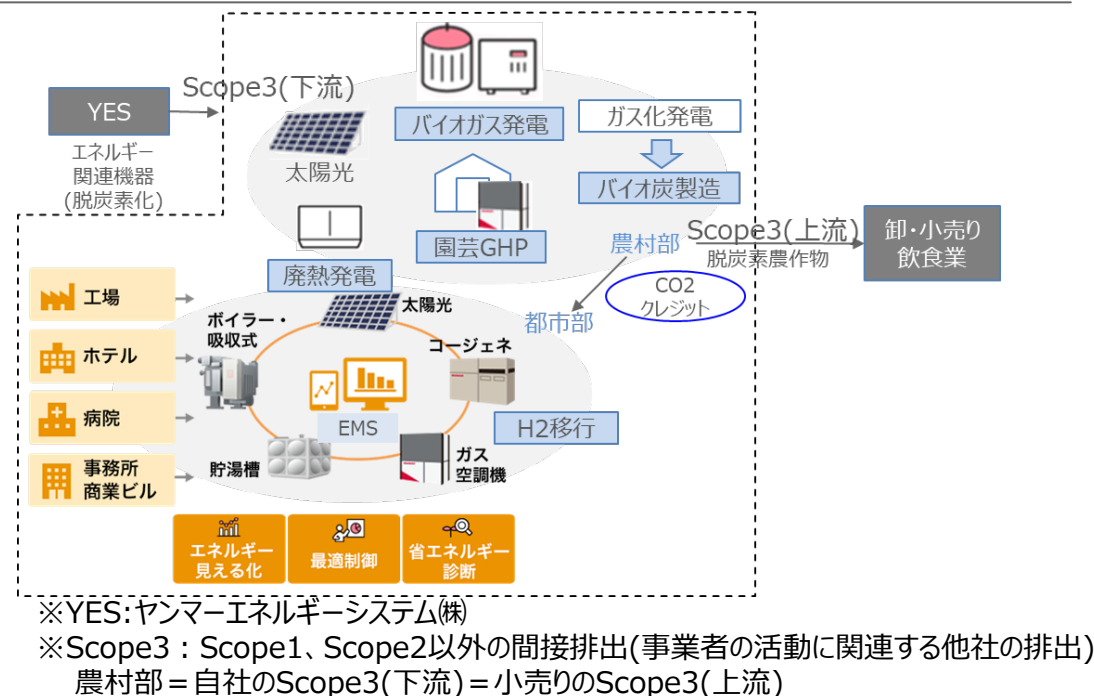 YES
エネルギー
関連機器
(脱炭素化)
Scope3(下流)
太陽光
バイオガス発電
ガス化発電
バイオ炭製造
園芸GHP
廃熱発電
農村部
Scope3(上流)
脱炭素農作物
卸・小売り
飲食業
CO2
クレジット
都市部
工場
ホテル
病院
事務所
商業ビル
ボイラー・
吸収式
太陽光
コージェネ
EMS
H2移行
貯湯槽
ガス
空調機
エネルギー
見える化
最適制御
省エネルギー
診断
※YES:ヤンマーエネルギーシステム㈱
※Scope3：Scope1、Scope2以外の間接排出(事業者の活動に関連する他社の排出)
農村部＝自社のScope3(下流)＝小売りのScope3(上流)